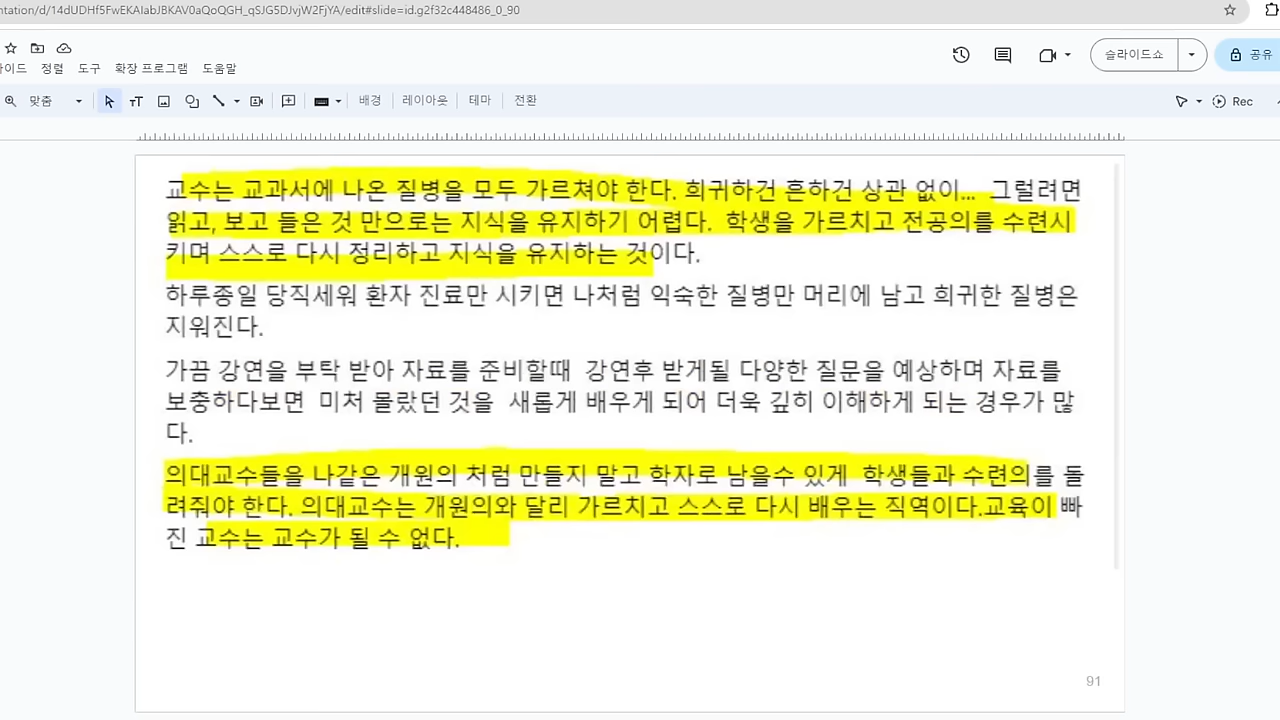 ntation/d/14dUDHf5FwEKAIabJBKAV0aQoQGH_qSJG5DJvjW2FjYA/edit#slide=id.g2f32c448486_0_90
정렬 도구 확장 프로그램 도움말
슬라이드쇼 공유
맞춤 배경 레이아웃 테마 전환 Rec
교수는 교과서에 나온 질병을 모두 가르쳐야 한다. 희귀하건 흔하건 상관 없이... 그럴려면
읽고, 보고 들은 것 만으로는 지식을 유지하기 어렵다. 학생을 가르치고 전공의를 수련시
키며 스스로 다시 정리하고 지식을 유지하는 것이다.
하루종일 당직세워 환자 진료만 시키면 나처럼 익숙한 질병만 머리에 남고 희귀한 질병은
지워진다.
가끔 강연을 부탁 받아 자료를 준비할때 강연후 받게될 다양한 질문을 예상하며 자료를
보충하다보면 미처 몰랐던 것을 새롭게 배우게 되어 더욱 깊히 이해하게 되는 경우가 많
다.
의대교수들을 나같은 개원의 처럼 만들지 말고 학자로 남을수 있게 학생들과 수련의를 돌
려줘야 한다. 의대교수는 개원의와 달리 가르치고 스스로 다시 배우는 직역이다.교육이 빠
진 교수는 교수가 될 수 없다.
91